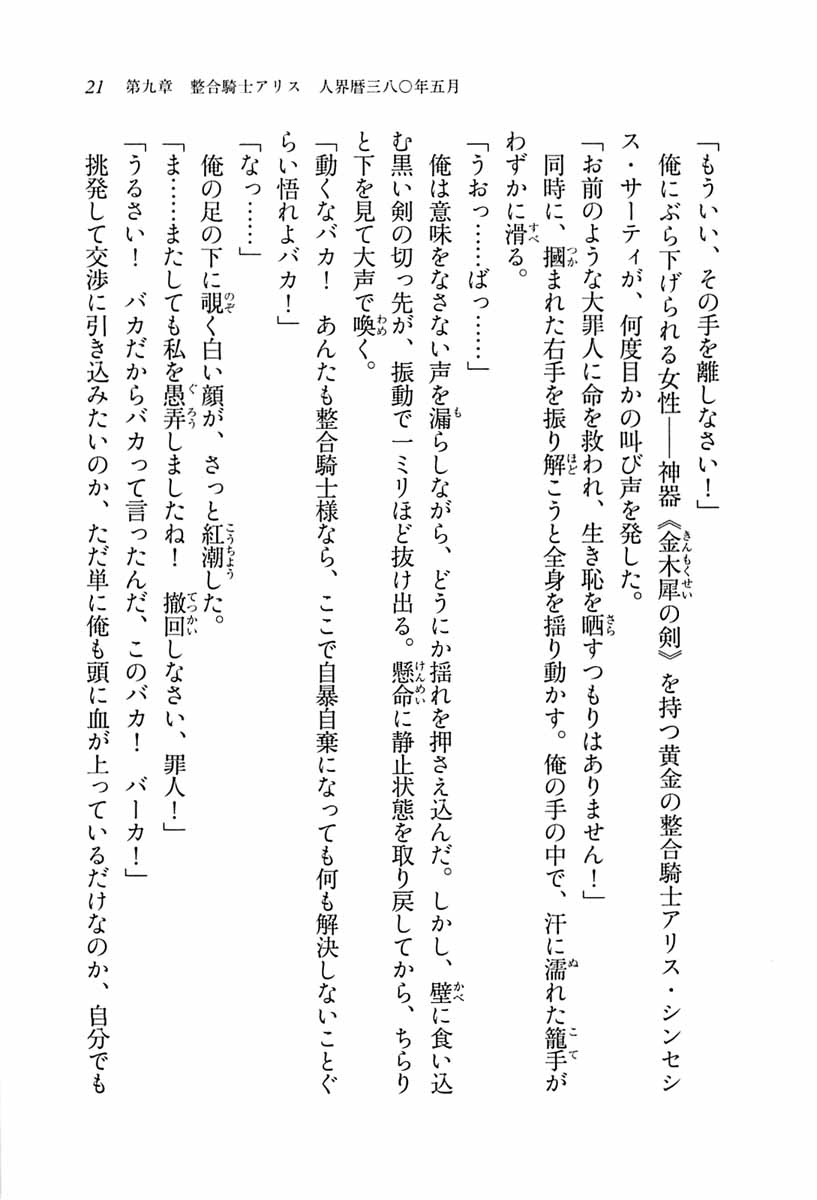 21　第九章　整合騎士アリス　人界暦三八〇年五月
「もういい、その手を離しなさい！」
　俺にぶら下げられる女性――神器《金木犀の剣》を持つ黄金の整合騎士アリス・シンセシ
ス・サーティが、何度目かの叫び声を発した。
「お前のような大罪人に命を救われ、生き恥を晒すつもりはありません！」
　同時に、摑まれた右手を振り解こうと全身を揺り動かす。俺の手の中で、汗に濡れた籠手が
わずかに滑る。
「うおっ……ばっ……」
　俺は意味をなさない声を漏らしながら、どうにか揺れを押さえ込んだ。しかし、壁に食い込
む黒い剣の切っ先が、振動で一ミリほど抜け出る。懸命に静止状態を取り戻してから、ちらり
と下を見て大声で喚く。
「動くなバカ！　あんたも整合騎士様なら、ここで自暴自棄になっても何も解決しないことぐ
らい悟れよバカ！」
「なっ……」
　俺の足の下に覗く白い顔が、さっと紅潮した。
「ま……またしても私を愚弄しましたね！　撤回しなさい、罪人！」
「うるさい！　バカだからバカって言ったんだ、このバカ！　バーカ！」
　挑発して交渉に引き込みたいのか、ただ単に俺も頭に血が上っているだけなのか、自分でも